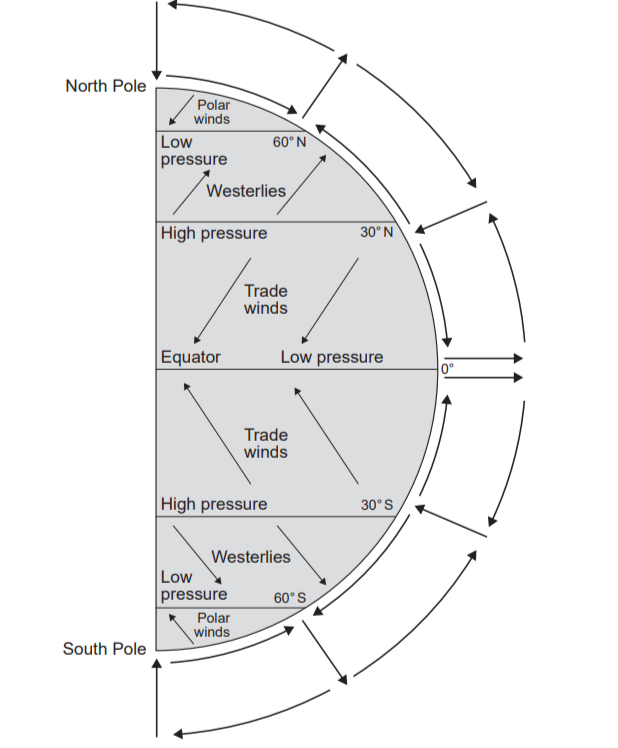 North Pole
Polar
winds
Low
pressure
60° N
Westerlies
High pressure
30° N
Trade
winds
Equator
Low pressure
0°
Trade
winds
High pressure
30° S
Westerlies
Low
pressure
60° S
Polar
winds
South Pole